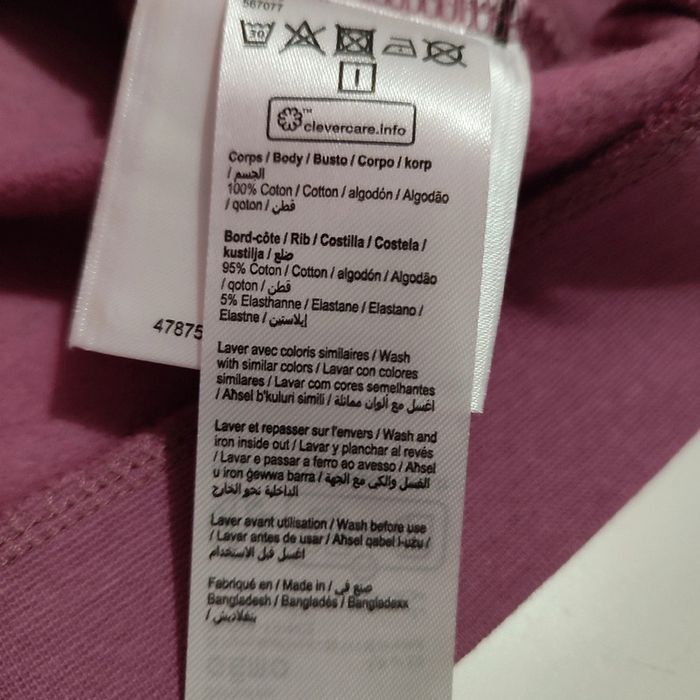 567077
30
I
TM
clevercare.info
Corps / Body / Busto / Corpo / korp
/ الجسم
100% Coton / Cotton / algodón / Algodão
/ qoton / قطن
Bord-côte / Rib / Costilla / Costela /
kustilja / ضلع
95% Coton / Cotton / algodón / Algodão
/ qoton / قطن
5% Elasthanne / Elastane / Elastano /
Elastne / إيلاستين
47875
Laver avec coloris similaires / Wash
with similar colors / Lavar con colores
similares / Lavar com cores semelhantes
/ Aħsel b'kuluri simili / اغسل مع ألوان مماثلة
Laver et repasser sur l'envers / Wash and
iron inside out / Lavar y planchar al revés
/ Lavar e passar a ferro ao avesso / Aħsel
u iron ġewwa barra / الغسل والكي مع الجهة
الداخلية نحو الخارج
Laver avant utilisation / Wash before use
/ Lavar antes de usar / Aħsel qabel l-użu /
اغسل قبل الاستخدام
Fabriqué en / Made in / صنع في
Bangladesh / Bangladés / Bangladexx
/ بنغلاديش